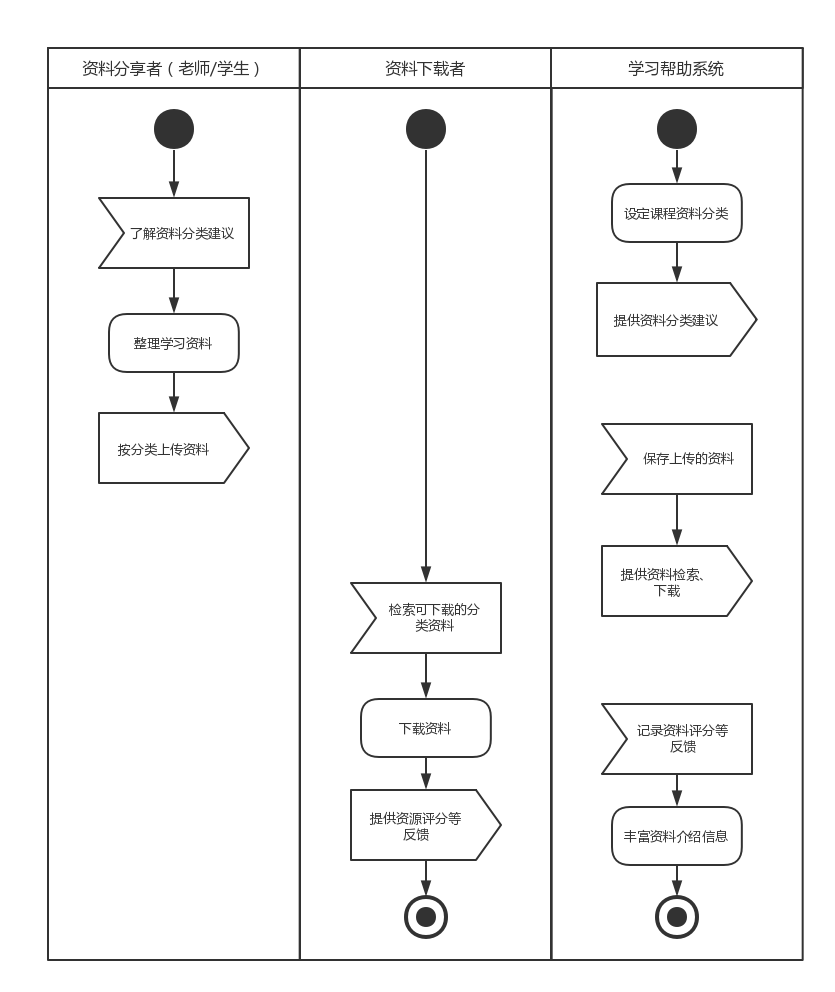 资料分享者（老师/学生）
资料下载者
学习帮助系统
了解资料分类建议
整理学习资料
按分类上传资料
检索可下载的分
类资料
下载资料
提供资源评分等
反馈
设定课程资料分类
提供资料分类建议
保存上传的资料
提供资料检索、
下载
记录资料评分等
反馈
丰富资料介绍信息